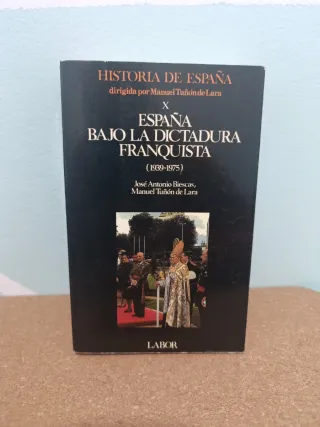 HISTORIA DE ESPAÑA
dirigida por Manuel Tuñón de Lara
X
ESPAÑA
BAJO LA DICTADURA
FRANQUISTA
(1939-1975)
José Antonio Biescas,
Manuel Tuñón de Lara
LABOR